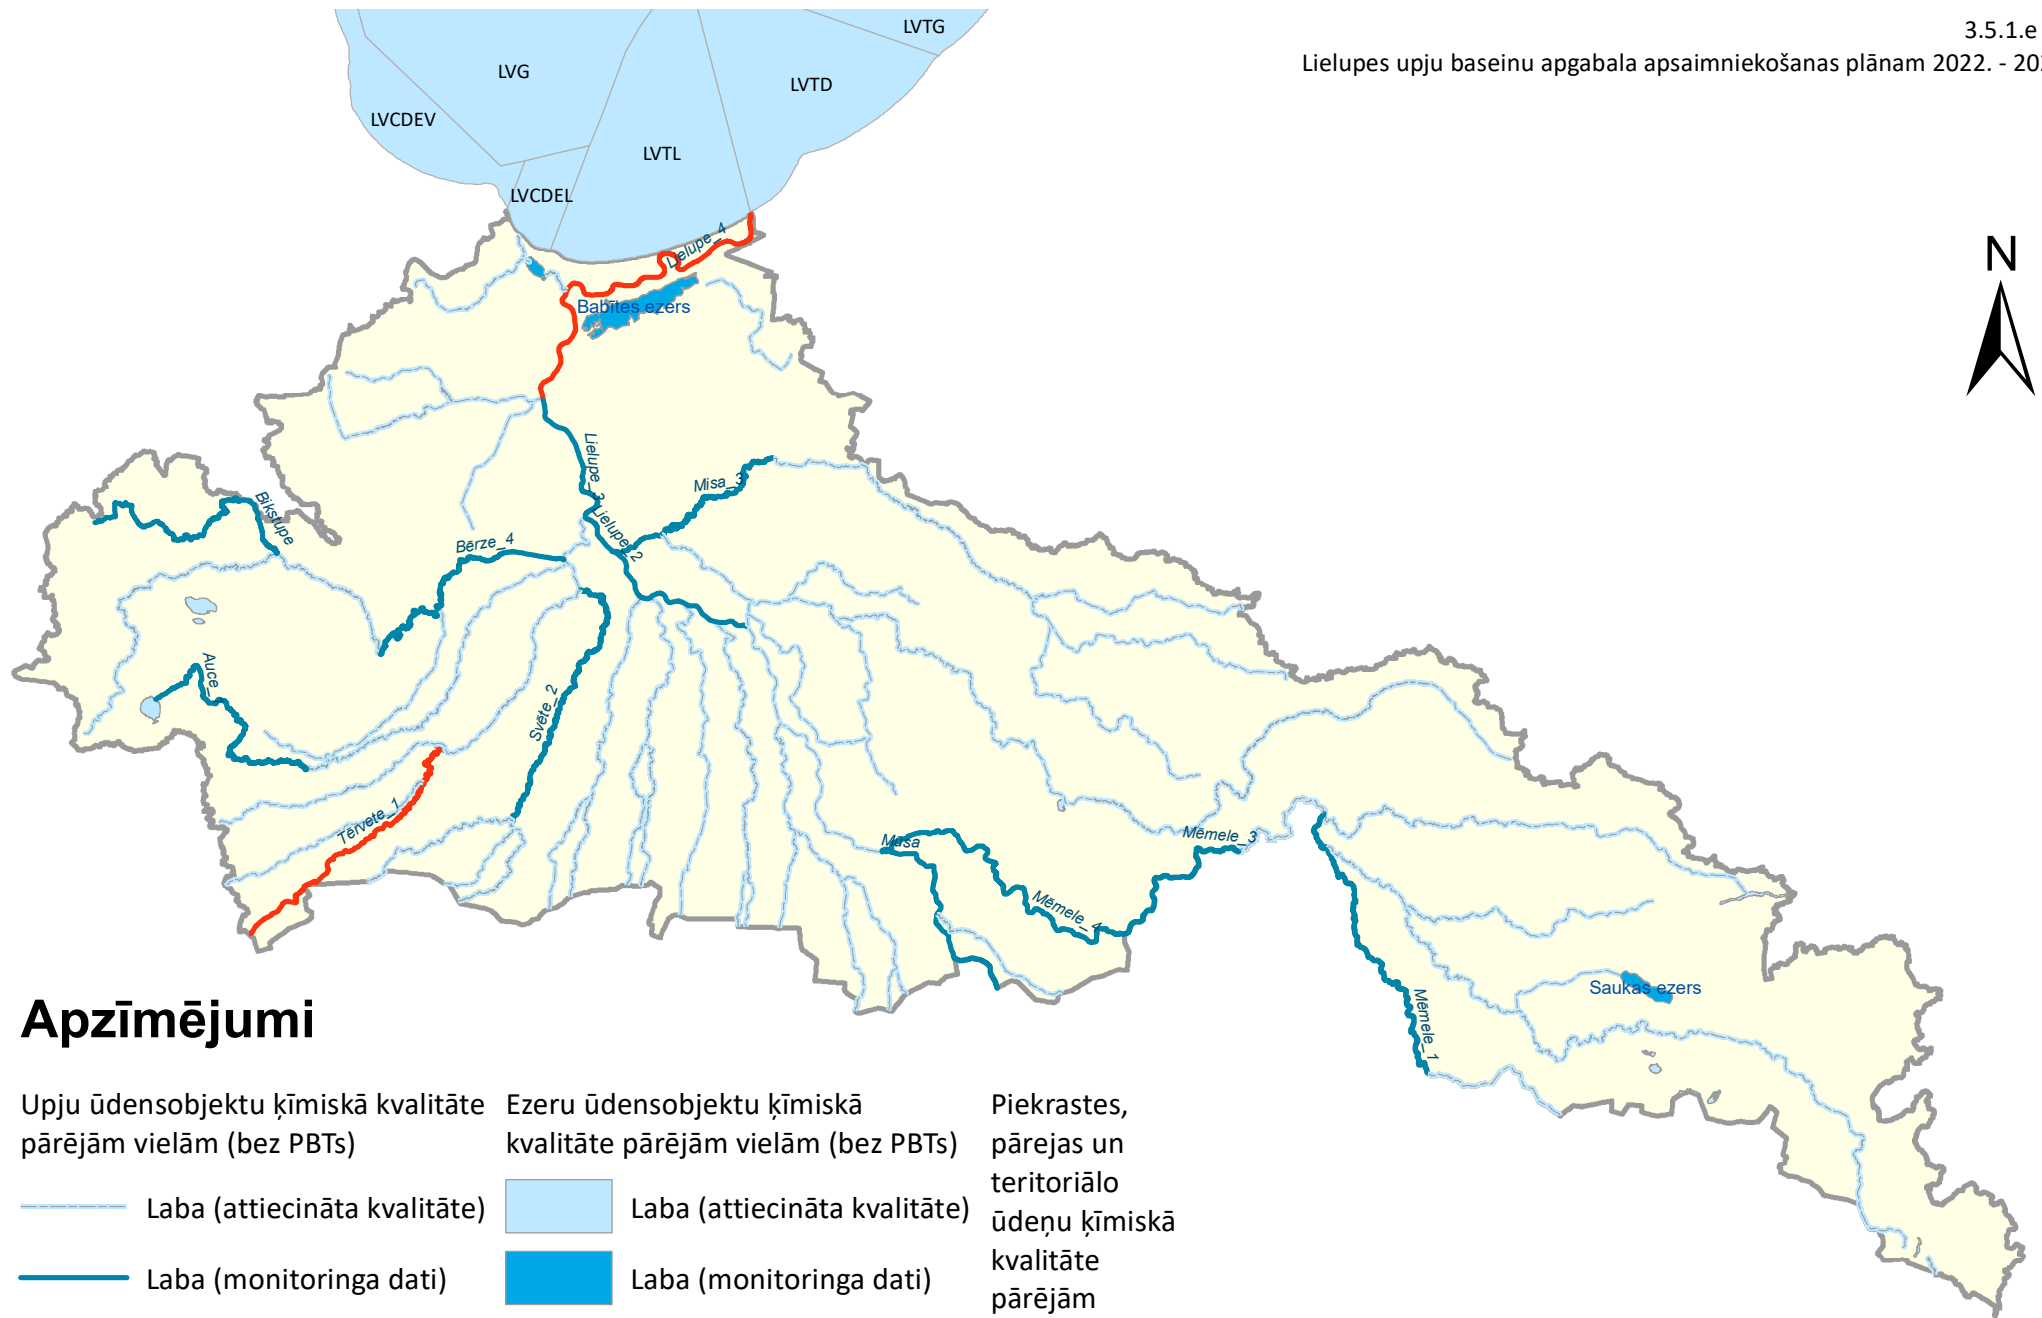 3.5.1.e
Lielupes upju baseinu apgabala apsaimniekošanas plānam 2022. - 20
LVTG
LVG
LVTD
LVCDEV
LVTL
LVCDEL
Lielupe_4
N
Babītes ezers
Lielupe_3
Misa_3
Bikstupe
Lielupe_2
Bērze_4
Auce_
Svēte_2
Tērvete_1
Mūsa
Mēmele_3
Mēmele_4
Saukas ezers
Mēmele_1
Apzīmējumi
Upju ūdensobjektu ķīmiskā kvalitāte
pārējām vielām (bez PBTs)
Laba (attiecināta kvalitāte)
Laba (monitoringa dati)
Ezeru ūdensobjektu ķīmiskā
kvalitāte pārējām vielām (bez PBTs)
Laba (attiecināta kvalitāte)
Laba (monitoringa dati)
Piekrastes,
pārejas un
teritoriālo
ūdeņu ķīmiskā
kvalitāte
pārējām